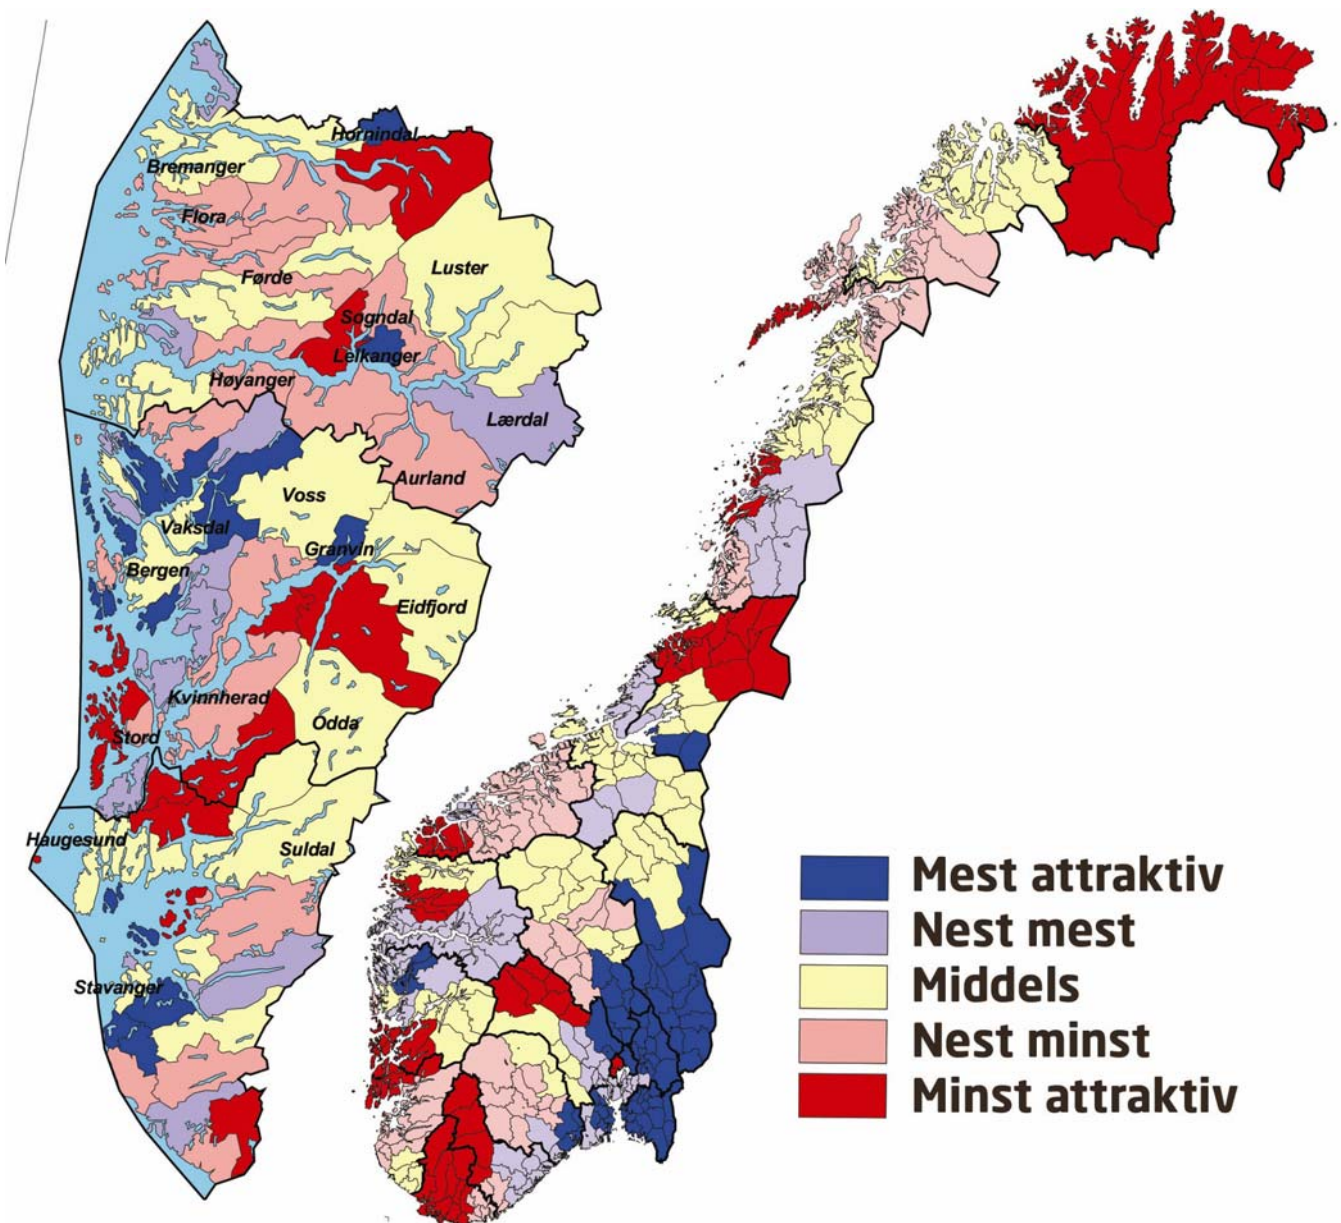 Hornindal
Bremanger
Flora
Luster
Førde
Sogndal
Leikanger
Høyanger
Lærdal
Aurland
Voss
Vaksdal
Granvin
Bergen
Eidfjord
Kvinnherad
Odda
Stord
Haugesund
Suldal
Stavanger
Mest attraktiv
Nest mest
Middels
Nest minst
Minst attraktiv